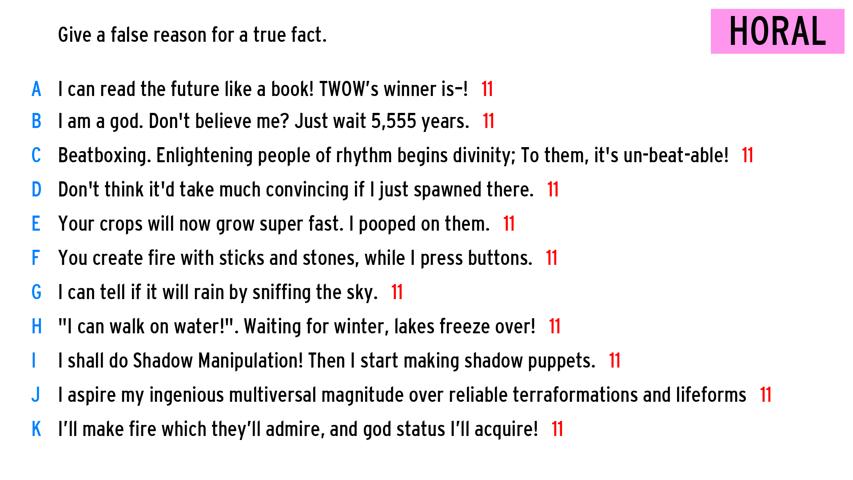 Give a false reason for a true fact.
HORAL
A I can read the future like a book! TWOW's winner is–! 11
B I am a god. Don't believe me? Just wait 5,555 years. 11
C Beatboxing. Enlightening people of rhythm begins divinity; To them, it's un-beat-able! 11
D Don't think it'd take much convincing if I just spawned there. 11
E Your crops will now grow super fast. I pooped on them. 11
F You create fire with sticks and stones, while I press buttons. 11
G I can tell if it will rain by sniffing the sky. 11
H "I can walk on water!". Waiting for winter, lakes freeze over! 11
I I shall do Shadow Manipulation! Then I start making shadow puppets. 11
J I aspire my ingenious multiversal magnitude over reliable terraformations and lifeforms 11
K I'll make fire which they'll admire, and god status I'll acquire! 11